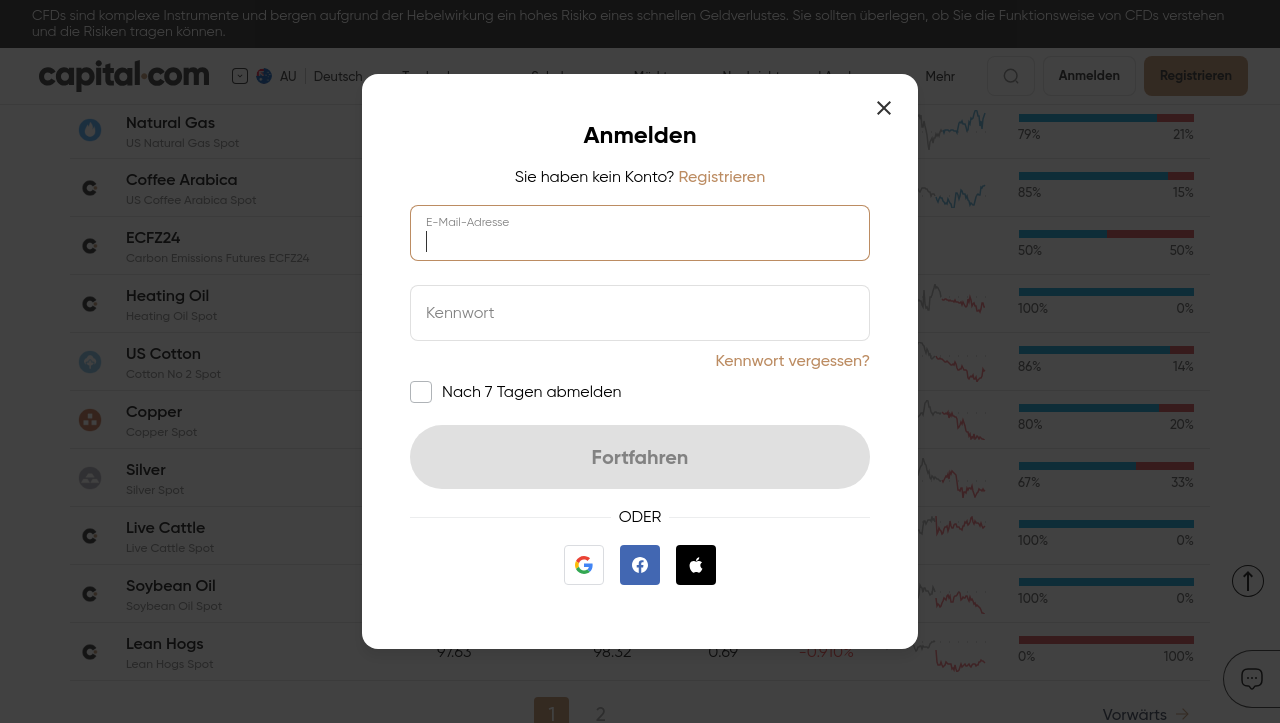 CFDs sind komplexe Instrumente und bergen aufgrund der Hebelwirkung ein hohes Risiko eines schnellen Geldverlustes. Sie sollten überlegen, ob Sie die Funktionsweise von CFDs verstehen
und die Risiken tragen können.
capital.com AU Deutsch Mehr Anmelden Registrieren
Natural Gas
US Natural Gas Spot
79% 21%
Coffee Arabica
US Coffee Arabica Spot
85% 15%
ECFZ24
Carbon Emissions Futures ECFZ24
50% 50%
Heating Oil
Heating Oil Spot
100% 0%
US Cotton
Cotton No 2 Spot
86% 14%
Copper
Copper Spot
80% 20%
Silver
Silver Spot
67% 33%
Live Cattle
Live Cattle Spot
100% 0%
Soybean Oil
Soybean Oil Spot
100% 0%
Lean Hogs
Lean Hogs Spot
97.63 98.32 0.69 -0.910%
0% 100%
1 2 Vorwärts
Anmelden
Sie haben kein Konto? Registrieren
E-Mail-Adresse
Kennwort
Kennwort vergessen?
Nach 7 Tagen abmelden
Fortfahren
ODER